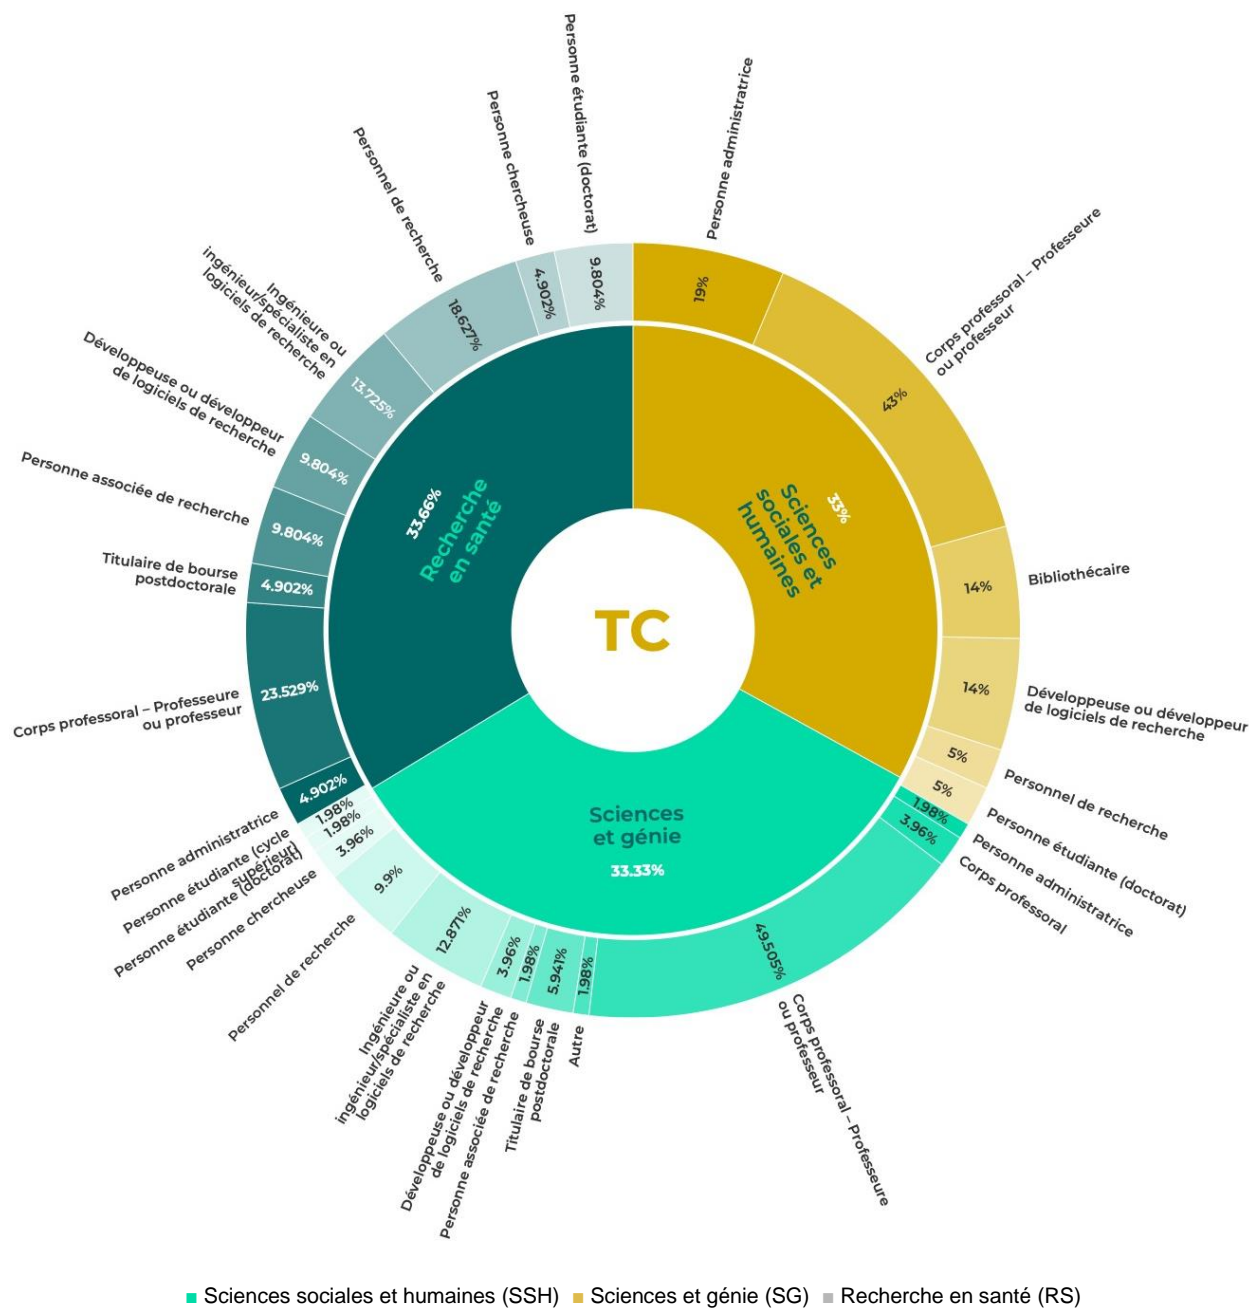 Personne administratrice
19%
Corps professoral – Professeure
ou professeur
43%
Bibliothécaire
14%
Développeuse ou développeur
de logiciels de recherche
14%
Personnel de recherche
5%
Personne étudiante (doctorat)
5%
Sciences
sociales et
humaines
33%
Personne administratrice
1.98%
Corps professoral
3.96%
Corps professoral – Professeure
ou professeur
49.505%
Autre
1.98%
Titulaire de bourse
postdoctorale
5.941%
Personne associée de recherche
1.98%
Développeuse ou développeur
de logiciels de recherche
3.96%
Ingénieure ou
ingénieur/spécialiste en
logiciels de recherche
12.871%
Personnel de recherche
9.9%
Personne chercheuse
3.96%
Personne étudiante (doctorat)
1.98%
Personne étudiante (cycle
supérieur)
1.98%
Sciences
et génie
33.33%
Personne administratrice
4.902%
Corps professoral – Professeure
ou professeur
23.529%
Titulaire de bourse
postdoctorale
4.902%
Personne associée de recherche
9.804%
Développeuse ou développeur
de logiciels de recherche
9.804%
Ingénieure ou
ingénieur/spécialiste en
logiciels de recherche
13.725%
Personnel de recherche
18.627%
Personne chercheuse
4.902%
Personne étudiante (doctorat)
9.804%
33.66%
Recherche
en santé
TC
Sciences sociales et humaines (SSH) Sciences et génie (SG) Recherche en santé (RS)